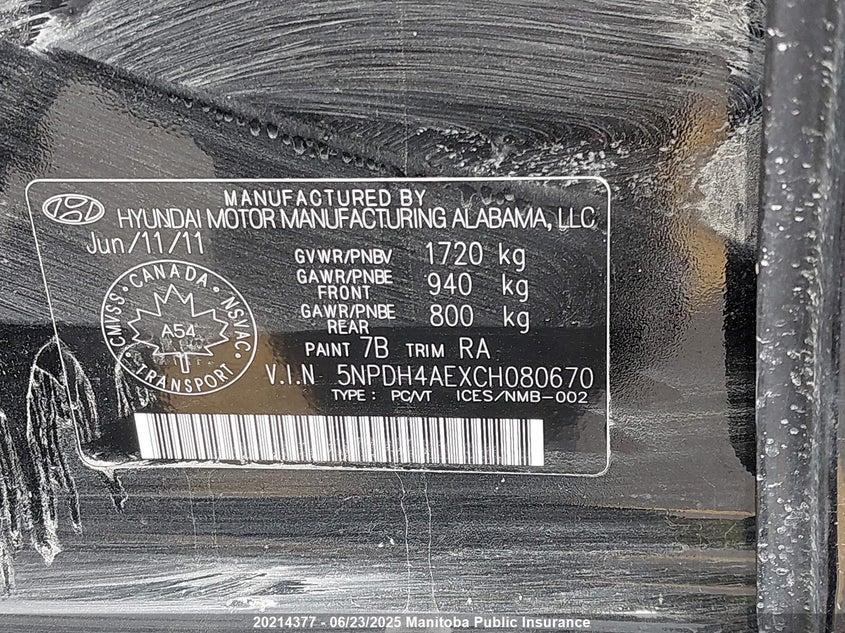 MANUFACTURED BY
HYUNDAI MOTOR MANUFACTURING ALABAMA, LLC
Jun/11/11
GVWR/PNBV 1720 kg
GAWR/PNBE FRONT 940 kg
GAWR/PNBE REAR 800 kg
CANADA
CMVSS NSVAC
A54
TRANSPORT
PAINT 7B TRIM RA
V.I.N 5NPDH4AEXCH080670
TYPE: PC/VT ICES/NMB-002
20214377 - 06/23/2025 Manitoba Public Insurance